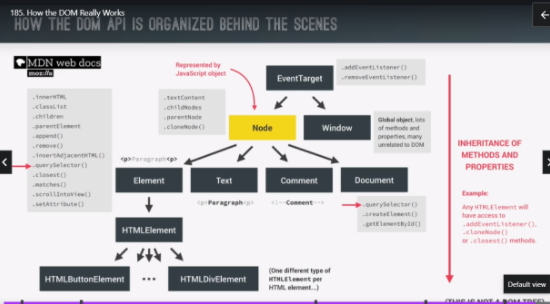 185. How the DOM Really Works
HOW THE DOM API IS ORGANIZED BEHIND THE SCENES
MDN web docs
moz://a
Represented by
JavaScript object
EventTarget
.addEventListener()
.removeEventListener()
.textContent
.childNodes
.parentNode
.cloneNode()
Node
Window
Global object, lots
of methods and
properties, many
unrelated to DOM
.innerHTML
.classList
.children
.parentElement
.append()
.remove()
.insertAdjacentHTML()
.querySelector()
.closest()
.matches()
.scrollIntoView()
.setAttribute()
<p>Paragraph<p>
Element
Text
Comment
Document
<p>Paragraph<p>
<!--Comment-->
.querySelector()
.createElement()
.getElementById()
HTMLElement
HTMLButtonElement
...
HTMLDivElement
(One different type of
HTMLElement per
HTML element...)
INHERITANCE OF
METHODS AND
PROPERTIES
Example:
Any HTMLElement will
have access to
.addEventListener(),
.cloneNode()
or .closest() methods
Default view
(THIS IS NOT A DOM TREE)